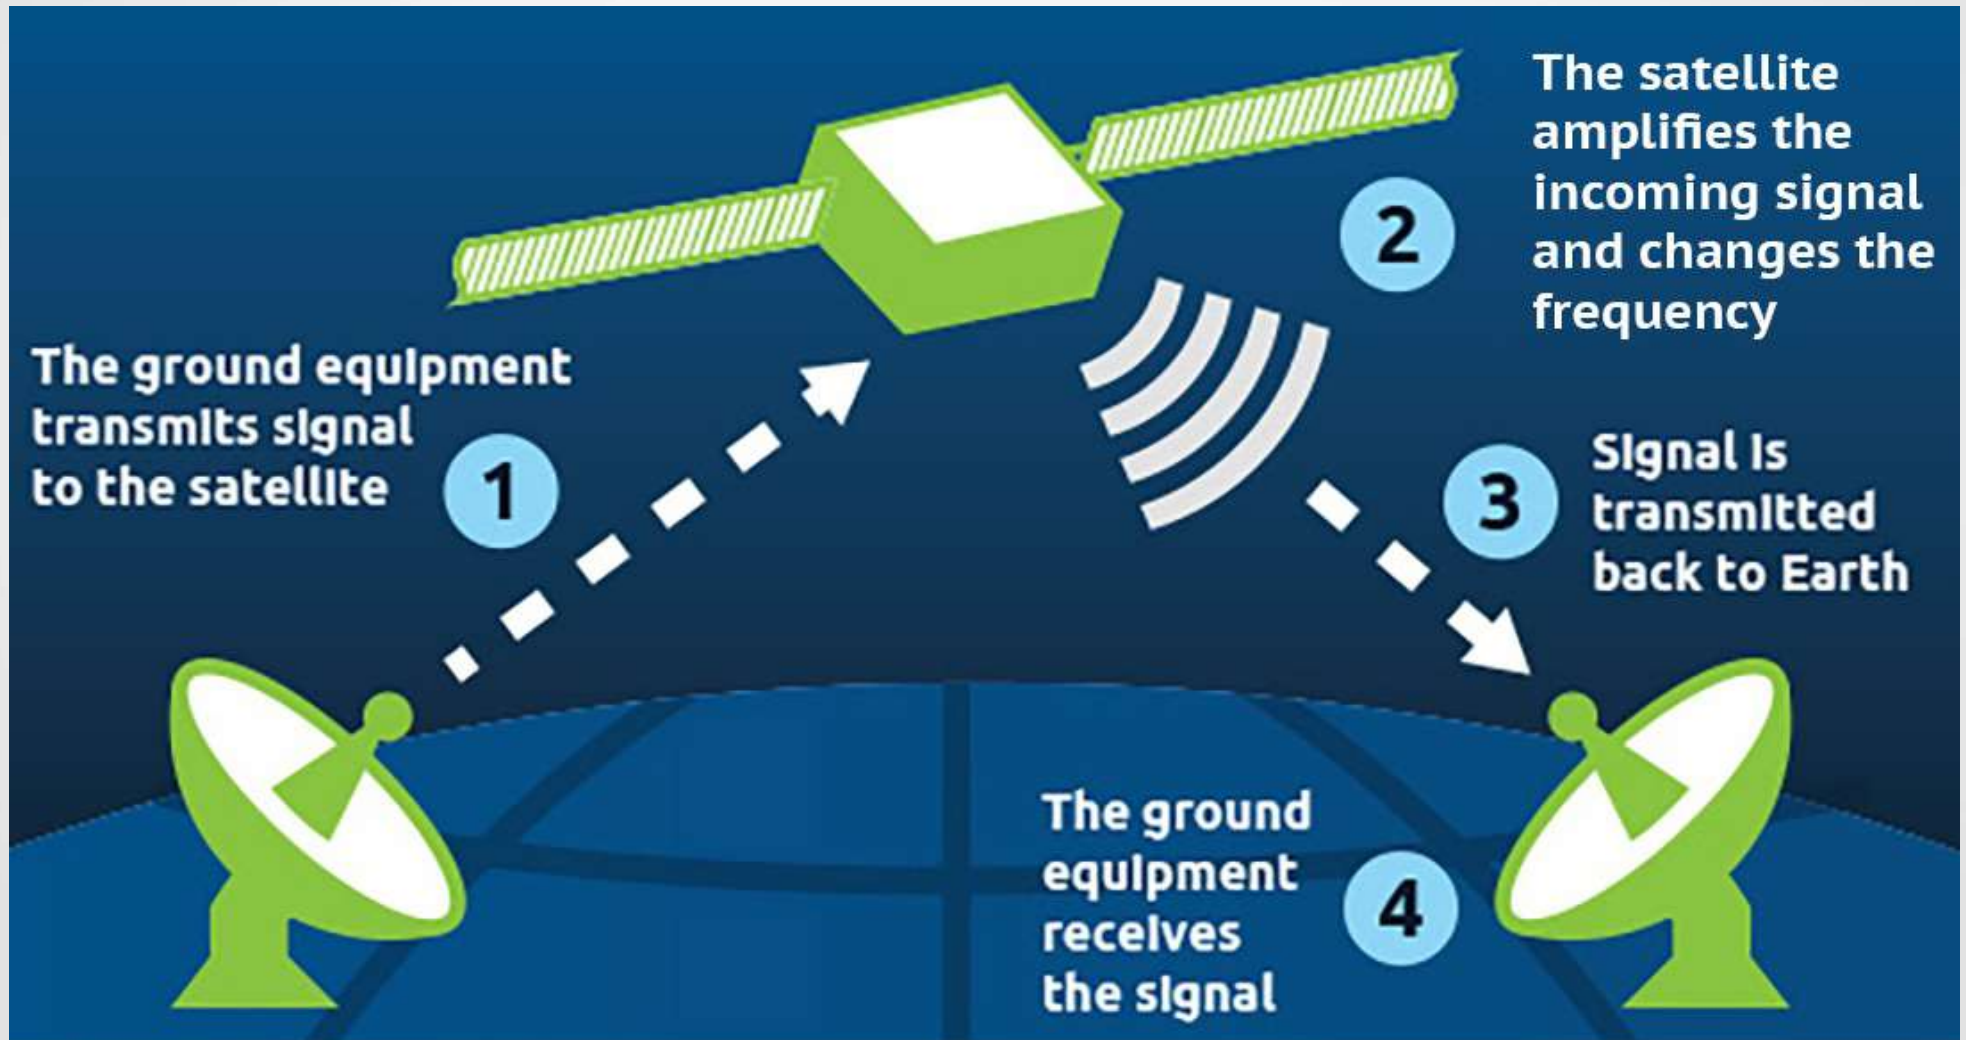 The ground equipment
transmits signal
to the satellite
1
The satellite
amplifies the
incoming signal
and changes the
frequency
2
3
Signal is
transmitted
back to Earth
The ground
equipment
receives
the signal
4